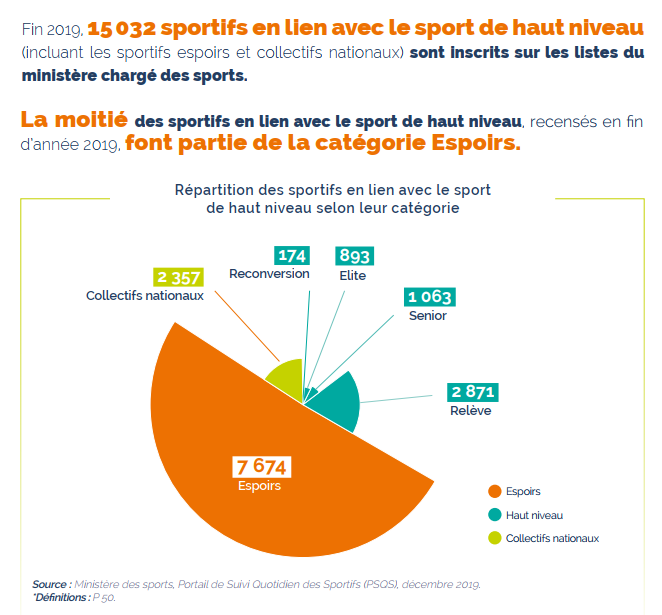 Fin 2019, 15 032 sportifs en lien avec le sport de haut niveau
(incluant les sportifs espoirs et collectifs nationaux) sont inscrits sur les listes du
ministère chargé des sports.
La moitié des sportifs en lien avec le sport de haut niveau, recensés en fin
d'année 2019, font partie de la catégorie Espoirs.
Répartition des sportifs en lien avec le sport
de haut niveau selon leur catégorie
174
Reconversion
893
Elite
2 357
Collectifs nationaux
1 063
Senior
2 871
Relève
7 674
Espoirs
Espoirs
Haut niveau
Collectifs nationaux
Source : Ministère des sports, Portail de Suivi Quotidien des Sportifs (PSQS), décembre 2019.
*Définitions : P 50.